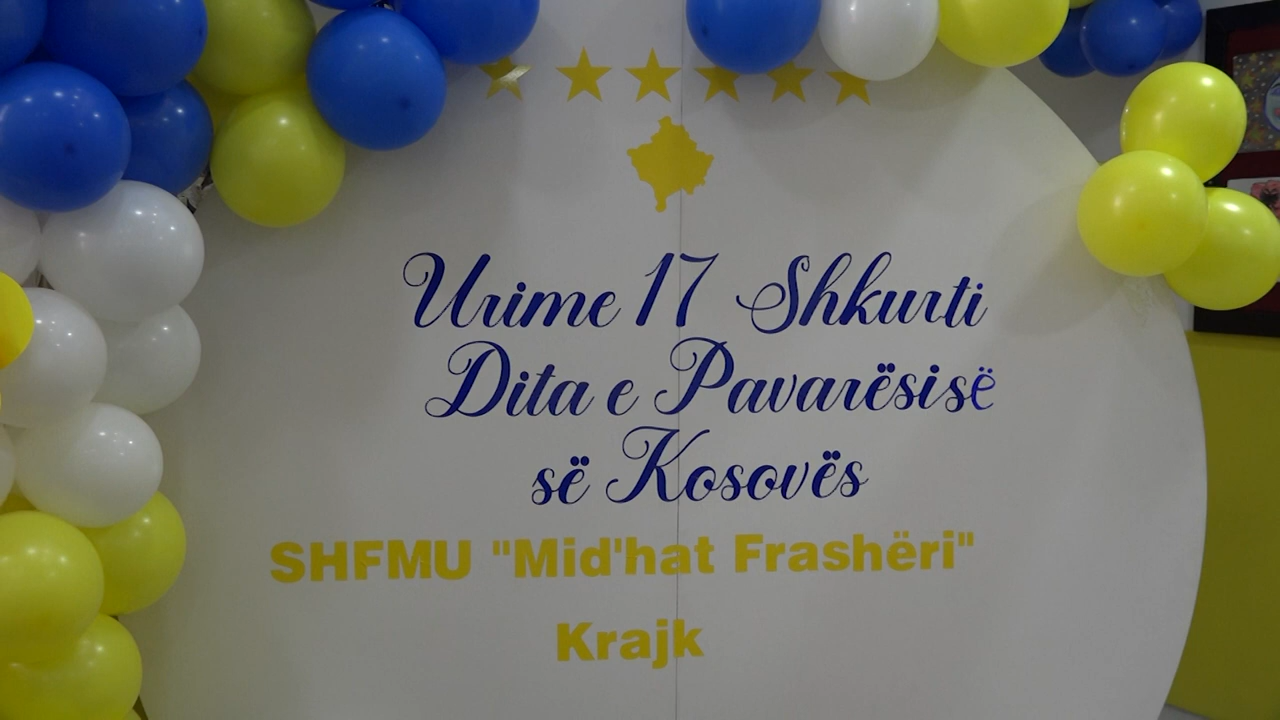 Urime 17 Shkurti
Dita e Pavarësisë
së Kosovës
SHFMU "Mid'hat Frashëri"
Krajk